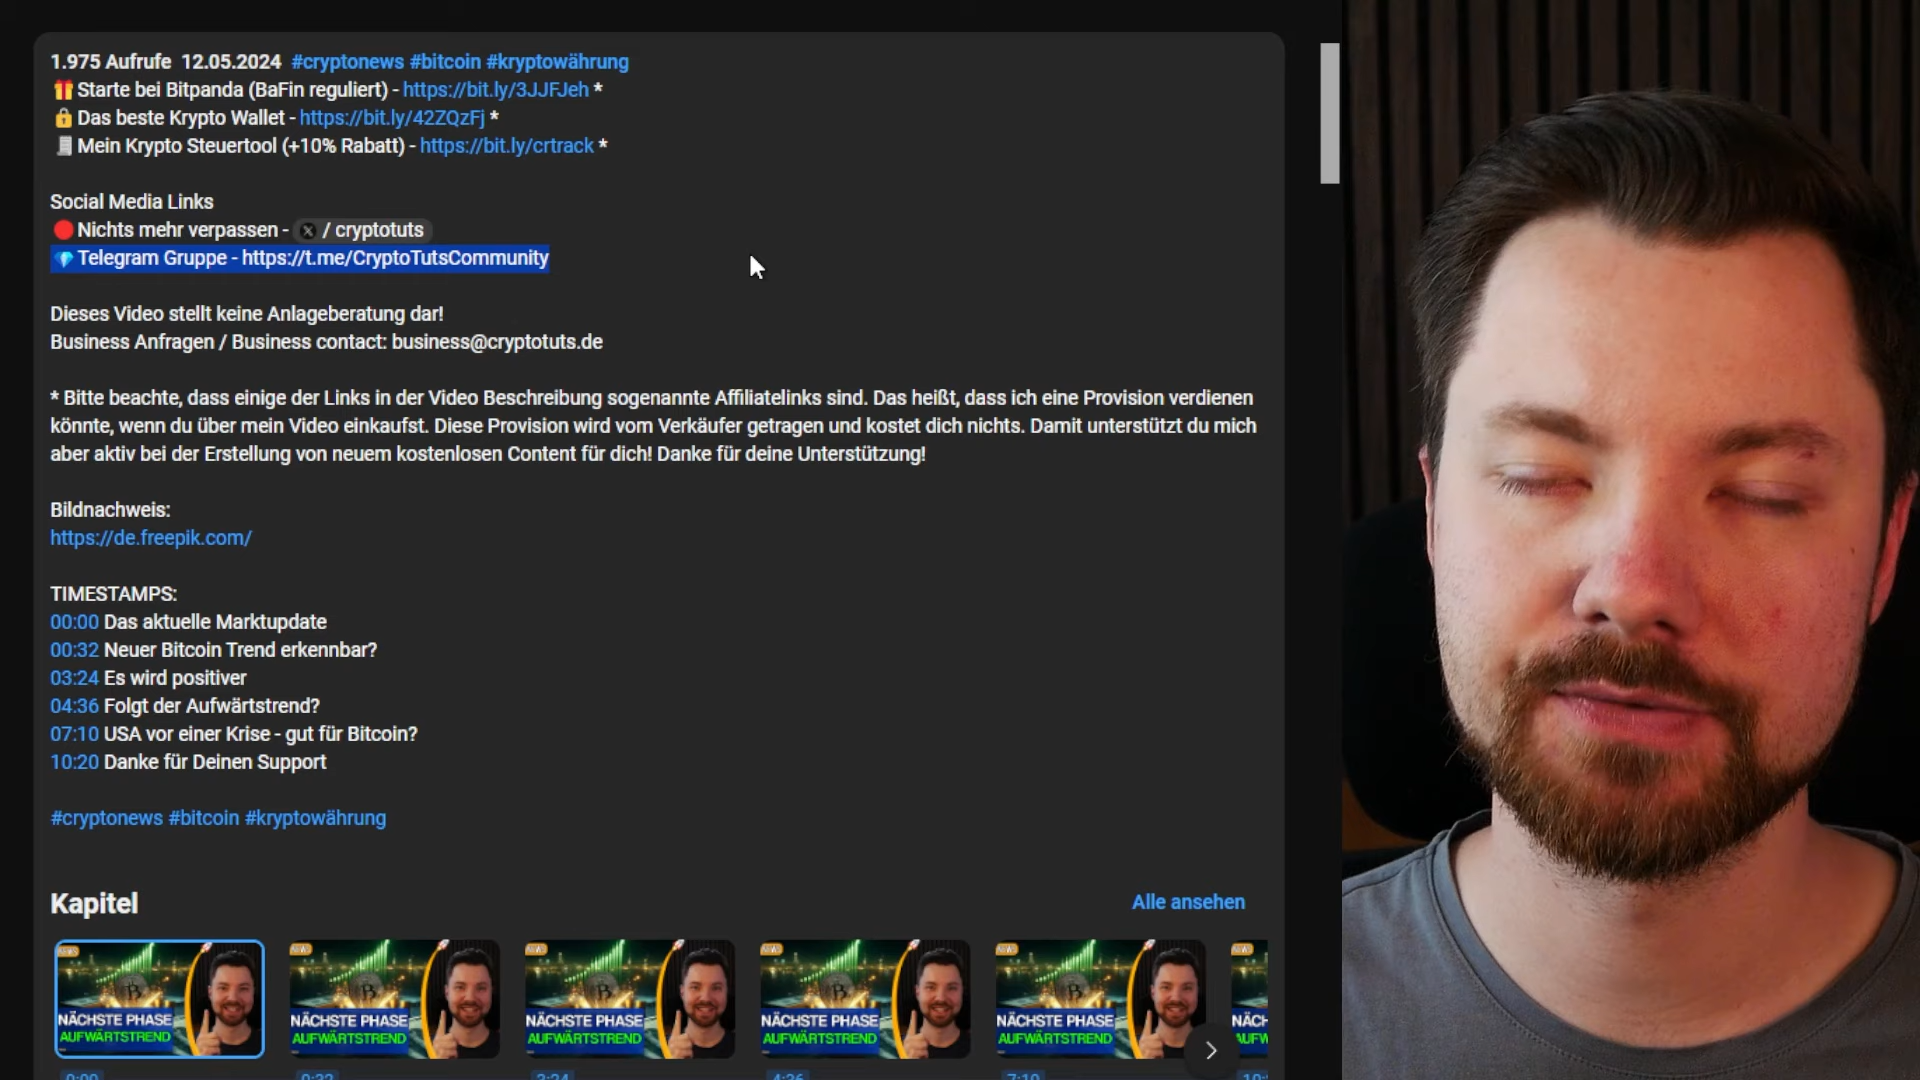 1.975 Aufrufe 12.05.2024 #cryptonews #bitcoin #kryptowährung
Starte bei Bitpanda (BaFin reguliert) - https://bit.ly/3JJFJeh *
Das beste Krypto Wallet - https://bit.ly/42ZQzFj *
Mein Krypto Steuertool (+10% Rabatt) - https://bit.ly/crtrack *
Social Media Links
Nichts mehr verpassen - X / cryptotuts
Telegram Gruppe - https://t.me/CryptoTutsCommunity
Dieses Video stellt keine Anlageberatung dar!
Business Anfragen / Business contact: business@cryptotuts.de
* Bitte beachte, dass einige der Links in der Video Beschreibung sogenannte Affiliatelinks sind. Das heißt, dass ich eine Provision verdienen
könnte, wenn du über mein Video einkaufst. Diese Provision wird vom Verkäufer getragen und kostet dich nichts. Damit unterstützt du mich
aber aktiv bei der Erstellung von neuem kostenlosen Content für dich! Danke für deine Unterstützung!
Bildnachweis:
https://de.freepik.com/
TIMESTAMPS:
00:00 Das aktuelle Marktupdate
00:32 Neuer Bitcoin Trend erkennbar?
03:24 Es wird positiver
04:36 Folgt der Aufwärtstrend?
07:10 USA vor einer Krise - gut für Bitcoin?
10:20 Danke für Deinen Support
#cryptonews #bitcoin #kryptowährung
Kapitel
Alle ansehen
NÄCHSTE PHASE
AUFWÄRTSTREND
NÄCHSTE PHASE
AUFWÄRTSTREND
NÄCHSTE PHASE
AUFWÄRTSTREND
NÄCHSTE PHASE
AUFWÄRTSTREND
NÄCHSTE PHASE
AUFWÄRTSTREND